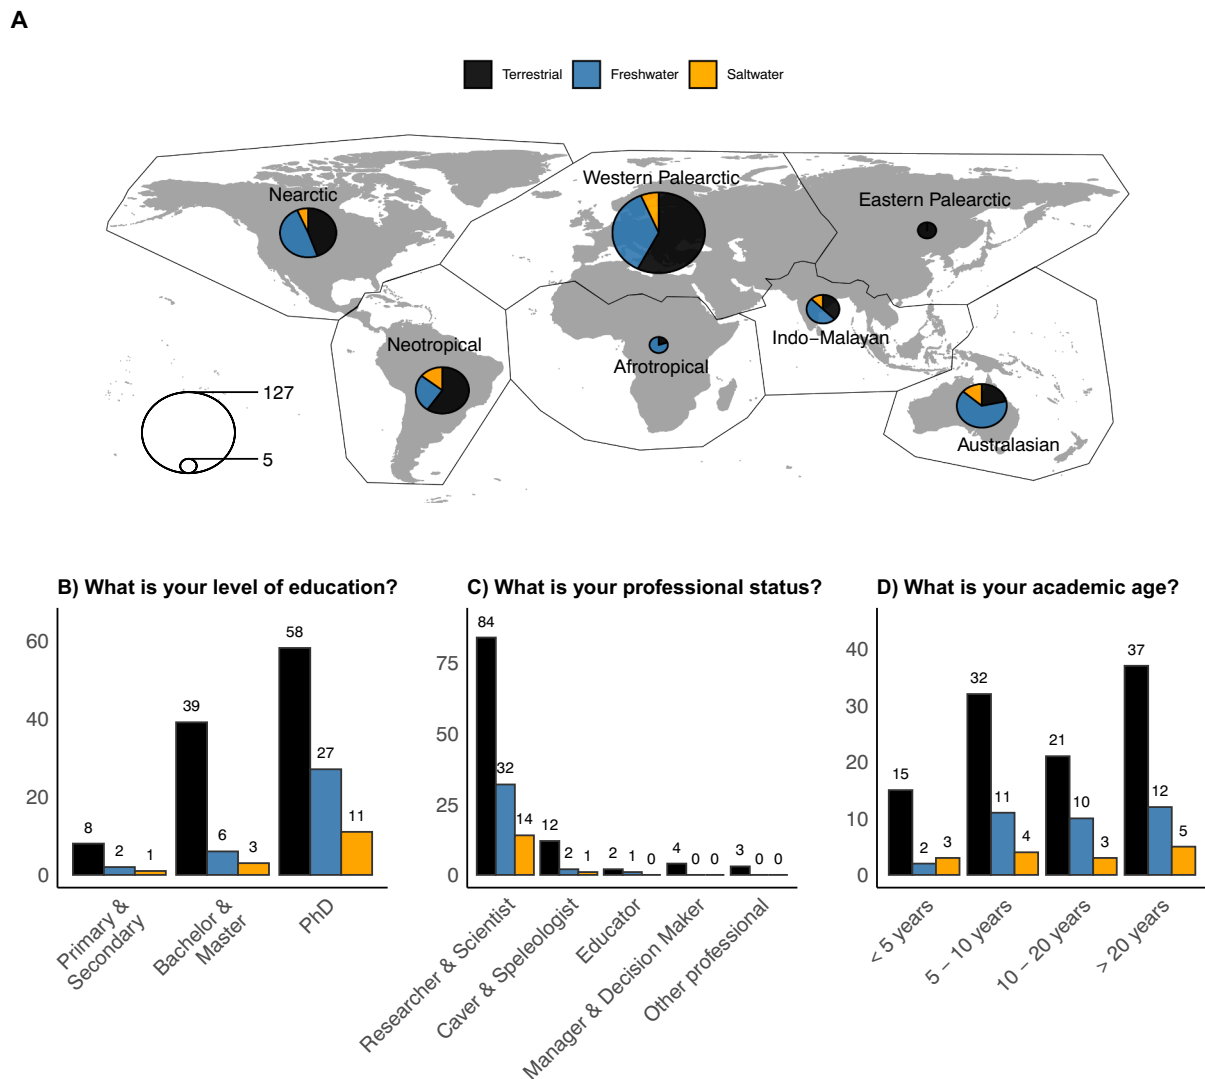 A
Terrestrial Freshwater Saltwater
Western Palearctic
Nearctic
Eastern Palearctic
Neotropical
Indo−Malayan
Afrotropical
127
Australasian
5
B) What is your level of education?
60
40
20
0
8
2
1
39
6
3
58
27
11
Primary &
Secondary
Bachelor &
Master
PhD
C) What is your professional status?
75
50
25
0
84
32
14
12
2
1
2
1
0
4
0
0
3
0
0
Researcher & Scientist
Caver & Speleologist
Educator
Manager & Decision Maker
Other professional
D) What is your academic age?
40
30
20
10
0
15
2
3
32
11
4
21
10
3
37
12
5
< 5 years
5 − 10 years
10 − 20 years
> 20 years